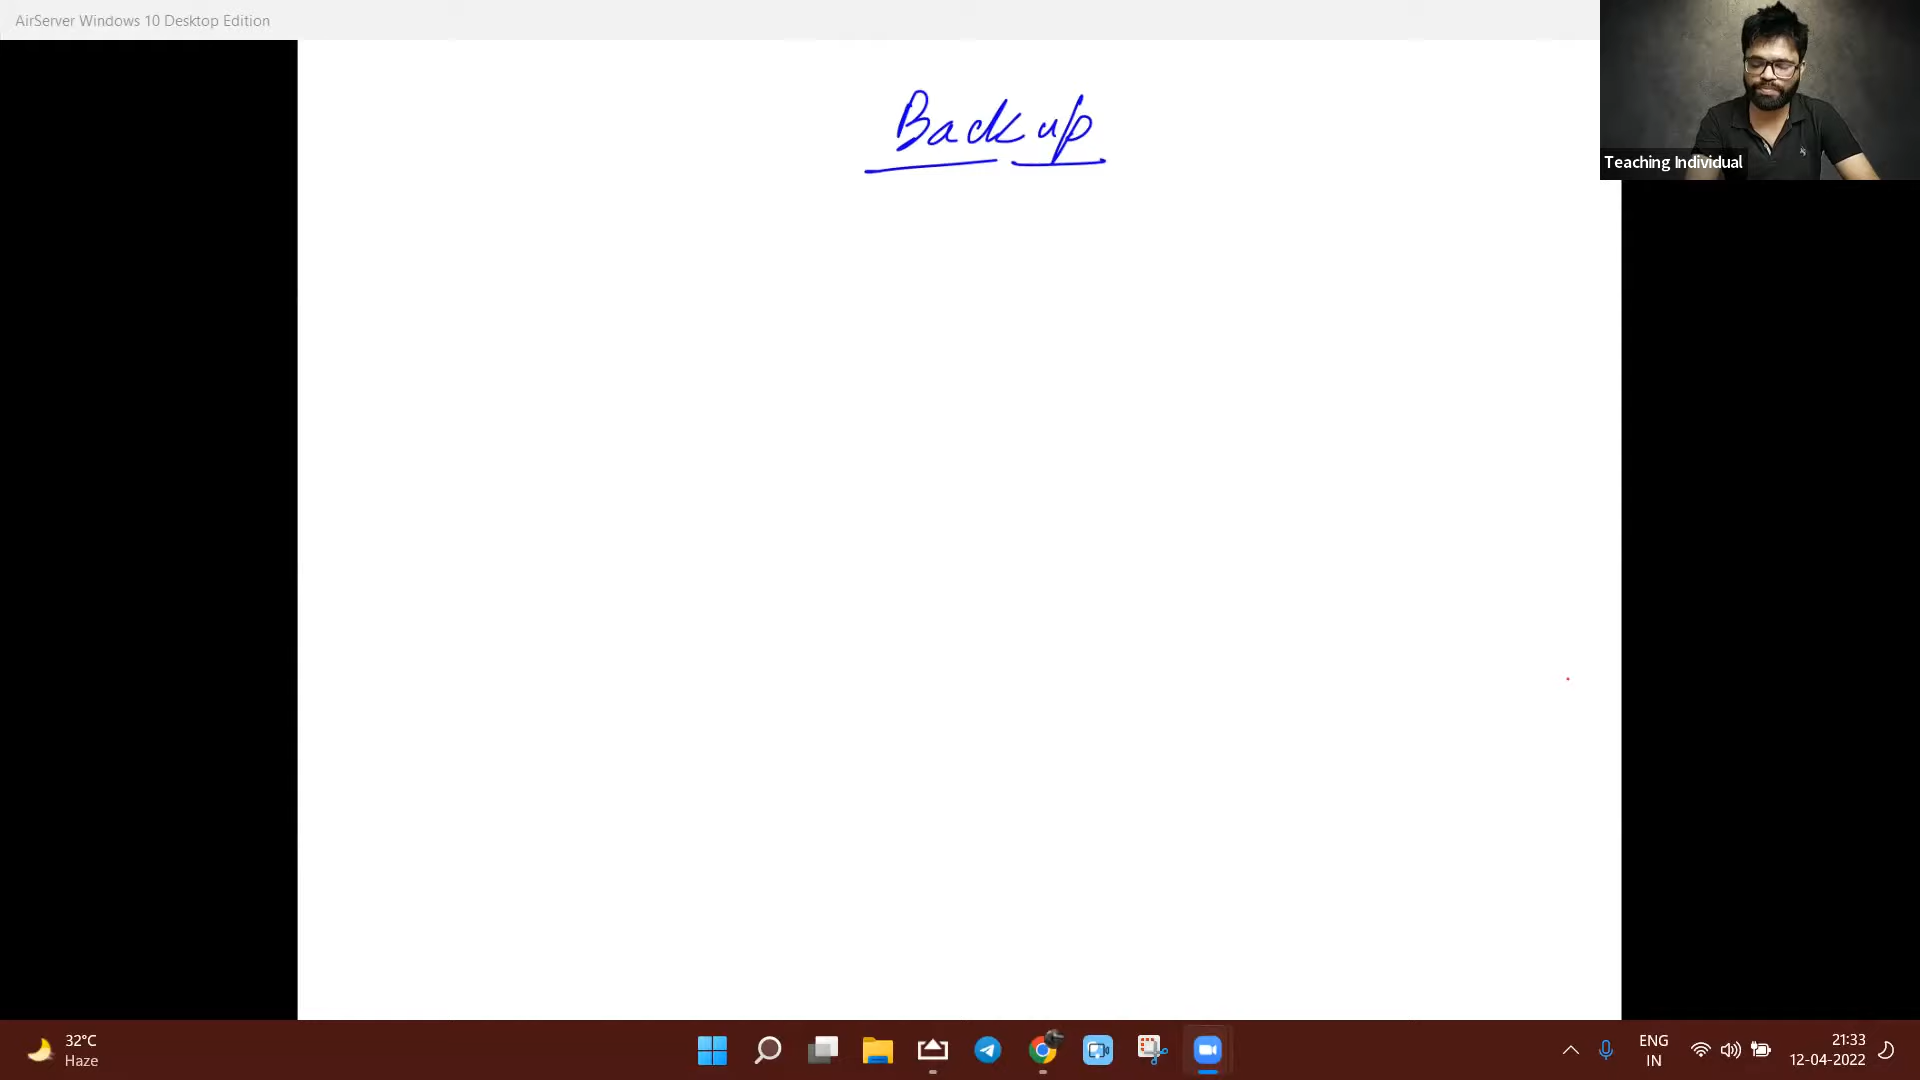 AirServer Windows 10 Desktop Edition
Back up
Teaching Individual
32°C
Haze
ENG
IN
21:33
12-04-2022